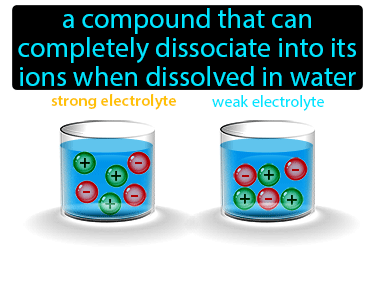 a compound that can
completely dissociate into its
ions when dissolved in water
strong electrolyte weak electrolyte
+ - - + + -
- + - + - +